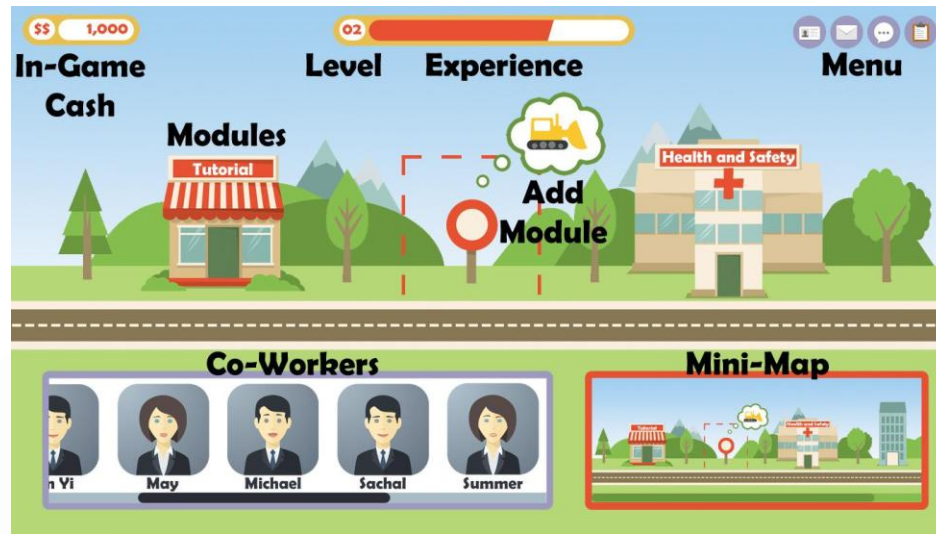 $$ 1,000
02
In-Game
Cash
Level Experience
Menu
Modules
Tutorial
Health and Safety
Add
Module
Co-Workers
Mini-Map
n Yi
May
Michael
Sachal
Summer
Tutorial
Health and Safety